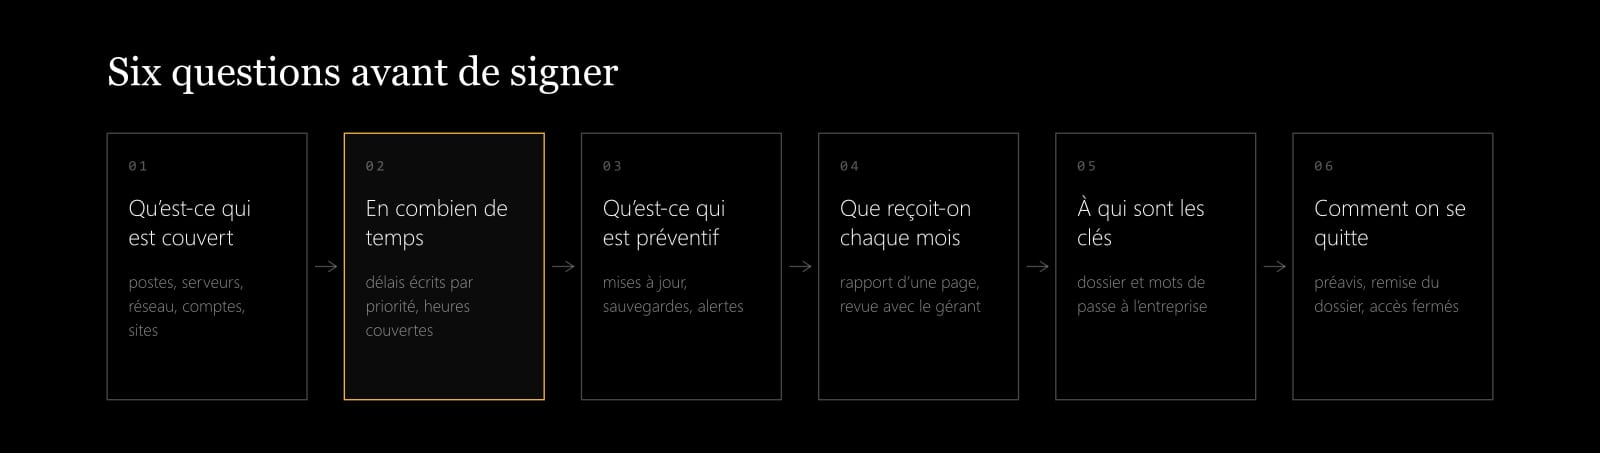 Six questions avant de signer
01
Qu’est-ce qui
est couvert
postes, serveurs,
réseau, comptes,
sites
02
En combien de
temps
délais écrits par
priorité, heures
couvertes
03
Qu’est-ce qui
est préventif
mises à jour,
sauvegardes, alertes
04
Que reçoit-on
chaque mois
rapport d’une page,
revue avec le gérant
05
À qui sont les
clés
dossier et mots de
passe à l’entreprise
06
Comment on se
quitte
préavis, remise du
dossier, accès fermés